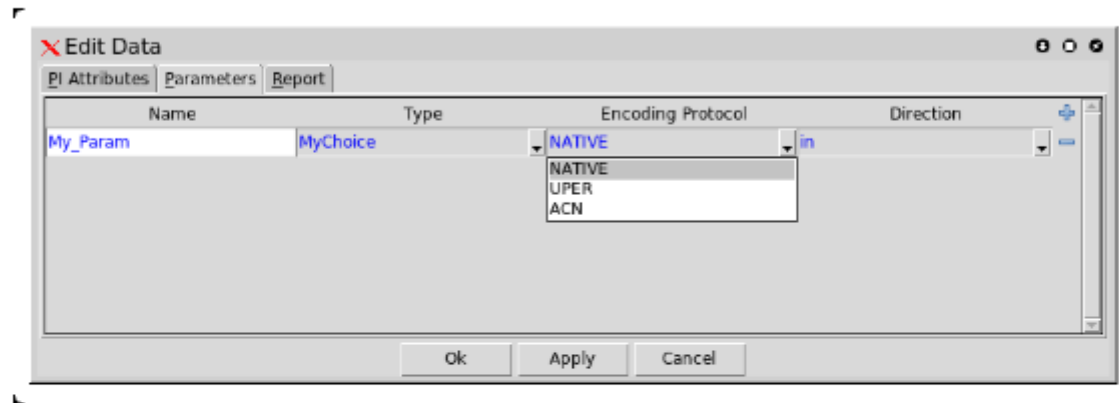 Edit Data
PI Attributes Parameters Report
Name Type Encoding Protocol Direction
My_Param MyChoice NATIVE in
NATIVE
UPER
ACN
Ok Apply Cancel